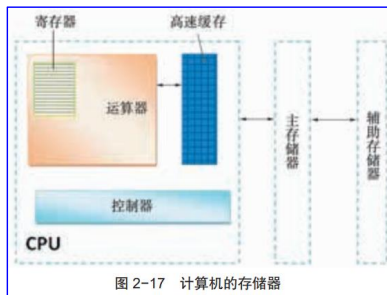 寄存器
高速缓存
运算器
主存储器
辅助存储器
控制器
CPU
图 2-17 计算机的存储器